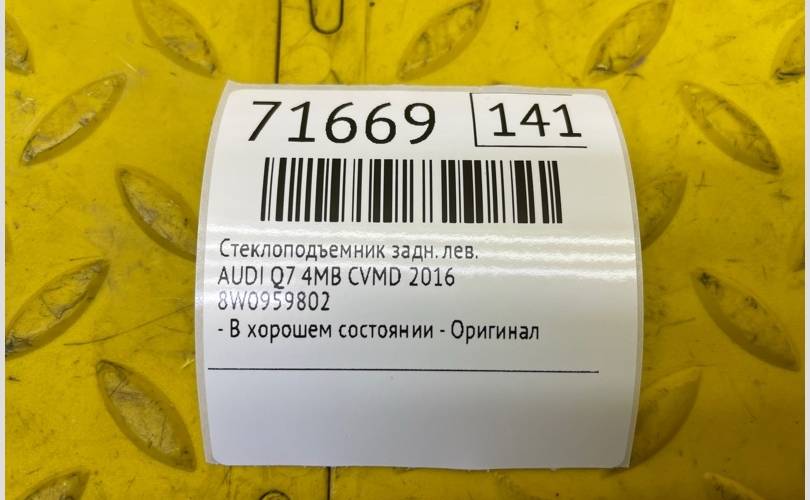 71669 141
Стеклоподъемник задн. лев.
AUDI Q7 4MB CVMD 2016
8W0959802
- В хорошем состоянии - Оригинал